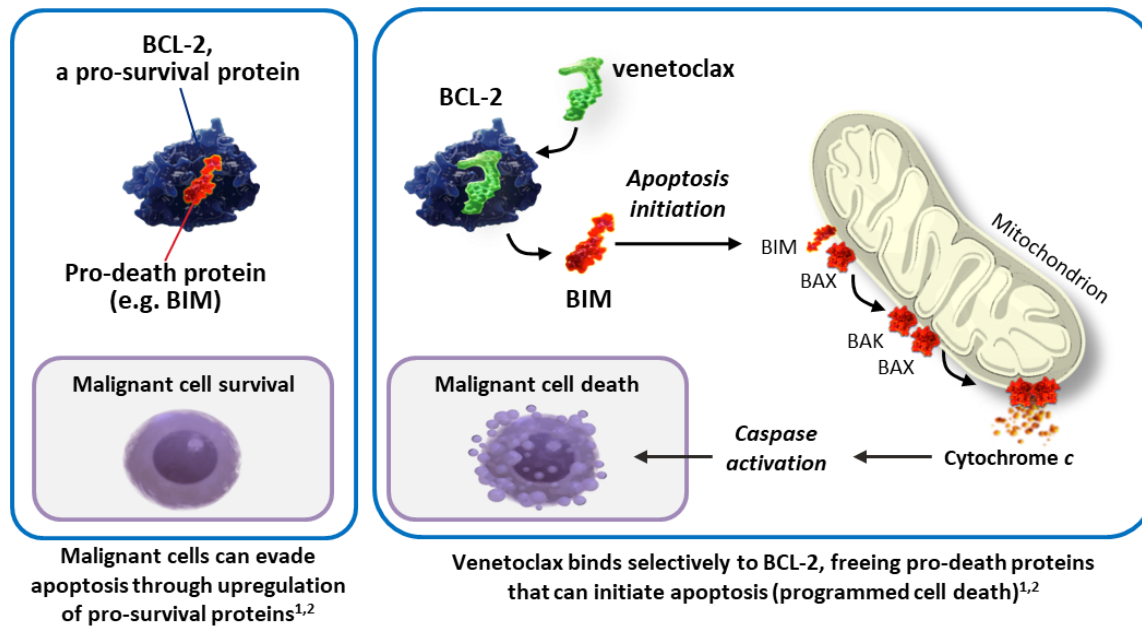 BCL-2,
a pro-survival protein
Pro-death protein
(e.g. BIM)
Malignant cell survival
Malignant cells can evade
apoptosis through upregulation
of pro-survival proteins1,2
venetoclax
BCL-2
Apoptosis
initiation
BIM
BIM
BAX
BAK
BAX
Mitochondrion
Cytochrome c
Caspase
activation
Malignant cell death
Venetoclax binds selectively to BCL-2, freeing pro-death proteins
that can initiate apoptosis (programmed cell death)1,2